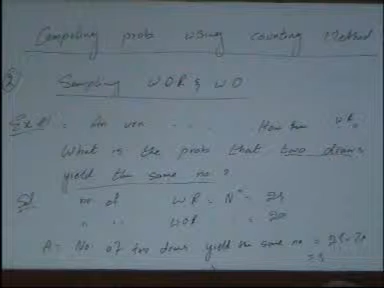 Computing prob using counting Method
② Sampling WOR & WO
Ex 1: An urn . . . . How
What is the prob that two draws
yield the same no?
Sol no of WR = N^n = 25
" " WOR = 20
A = No. of two draws yield the same no = 25-20
= 5